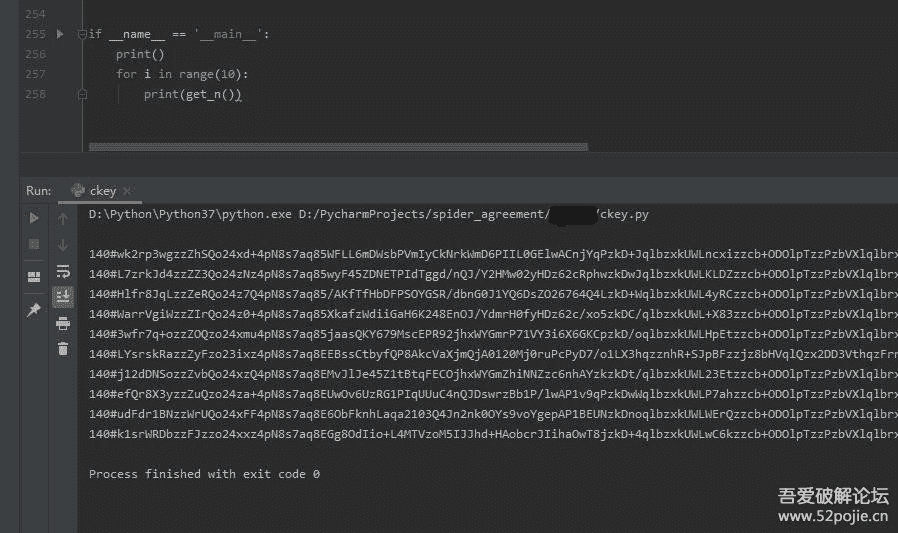 254
255 if __name__ == '__main__':
256 print()
257 for i in range(10):
258 print(get_n())
Run: ckey ×
D:\Python\Python37\python.exe D:/PycharmProjects/spider_agreement/ /ckey.py
140#wk2rp3wgzzZhSQo24xd+4pN8s7aq85WFLL6mDWsbPVmIyCkNrkWmD6PIIL0GElwACnjYqPzkD+JqlbzxkUWLncxizzcb+ODOlpTzzPzbVXlqlbrx
140#L7zrkJd4zzZZ3Qo24zNz4pN8s7aq85wyF45ZDNETPIdTggd/nQJ/Y2HMw02yHDz62cRphwzkDwJqlbzxkUWLKLDZzzcb+ODOlpTzzPzbVXlqlbrx
140#Hlfr8JqLzzZeRQo24z7Q4pN8s7aq85/AKfTfHbDFPSOYGSR/dbnG0J1YQ6DsZO26764Q4LzkD+WqlbzxkUWL4yRCzzcb+ODOlpTzzPzbVXlqlbrx
140#WarrVgiWzzZIrQo24z0+4pN8s7aq85XkafzWdiiGaH6K248EnOJ/YdmrH0fyHDz62c/xo5zkDC/qlbzxkUWL+X83zzcb+ODOlpTzzPzbVXlqlbrx
140#3wfr7q+ozzZOQzo24xmu4pN8s7aq85jaasQKY679MscEPR92jhxWYGmrP71VY3i6X6GKCpzkD/oqlbzxkUWLHpEtzzcb+ODOlpTzzPzbVXlqlbrx
140#LYsrskRazzZyFzo23ixz4pN8s7aq8EEBssCtbyfQP8AkcVaXjmQjA0120Mj0ruPcPyD7/o1LX3hqzznhR+SJpBFzzjz8bHVqlQzx2DD3VthqzFrn
140#j12dDNSozzZvbQo24xzQ4pN8s7aq8EMvJlJe45Z1tBtqFECOjhxWYGmZhiNNZzc6nhAYzkzkDt/qlbzxkUWL23Etzzcb+ODOlpTzzPzbVXlqlbrx
140#efQr8X3yzzZuQzo24za+4pN8s7aq8EUwOv6UzRG1PIqUUuC4nQJDswrzBb1P/lwAP1v9qPzkDwWqlbzxkUWLP7ahzzcb+ODOlpTzzPzbVXlqlbrx
140#udFdr1BNzzWrUQo24xFF4pN8s7aq8E6ObFknhLaqa2103Q4Jn2nk0OYs9voYgepAP1BEUNzkDnoqlbzxkUWLWErQzzcb+ODOlpTzzPzbVXlqlbrx
140#k1srWRDbzzFJzzo24xxz4pN8s7aq8EGg8OdIio+L4MTVzoM5IJJhd+HAobcrJIihaOwT8jzkD+4qlbzxkUWLwC6kzzcb+ODOlpTzzPzbVXlqlbrx
Process finished with exit code 0
吾爱破解论坛
www.52pojie.cn